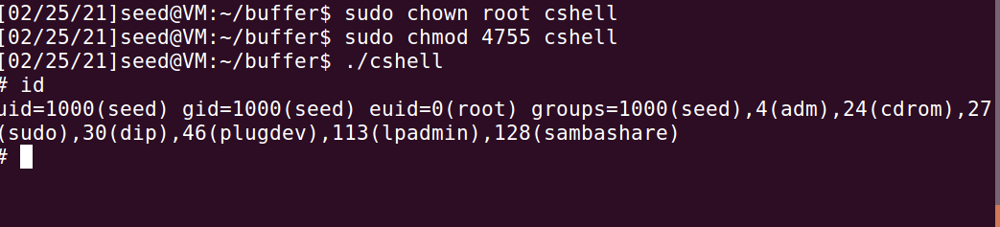 [02/25/21]seed@VM:~/buffer$ sudo chown root cshell
[02/25/21]seed@VM:~/buffer$ sudo chmod 4755 cshell
[02/25/21]seed@VM:~/buffer$ ./cshell
# id
uid=1000(seed) gid=1000(seed) euid=0(root) groups=1000(seed),4(adm),24(cdrom),27
(sudo),30(dip),46(plugdev),113(lpadmin),128(sambashare)
#